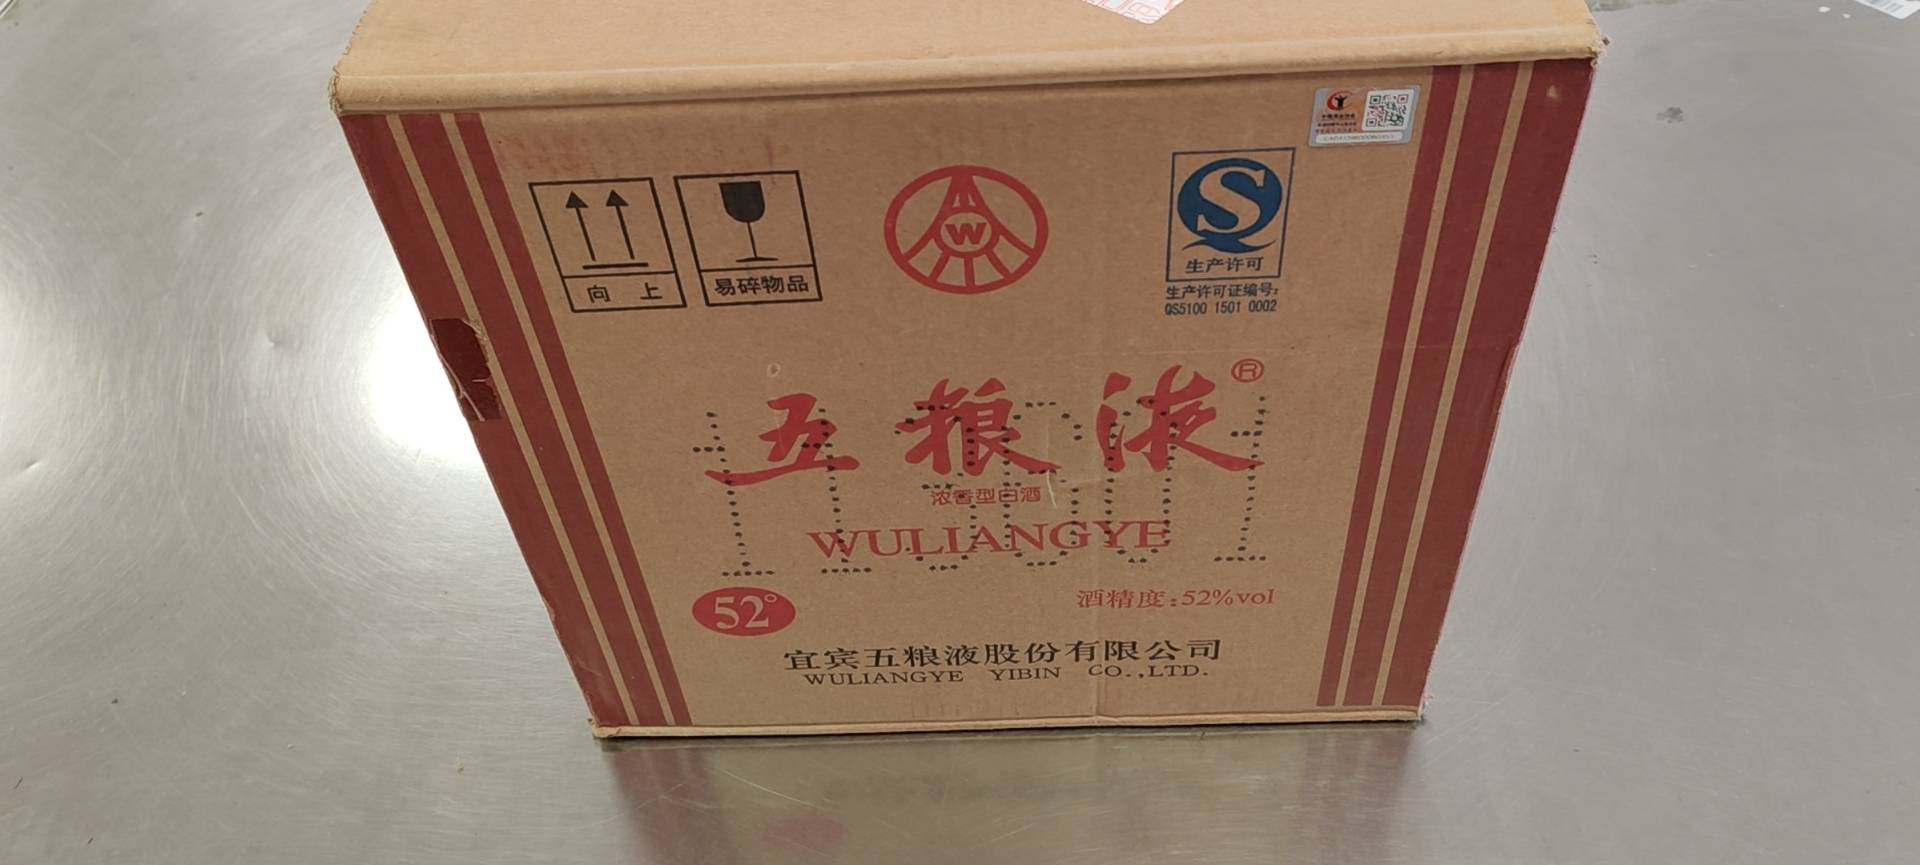 向 上
易碎物品
W
生产许可
生产许可证编号:
QS5100 1501 0002
五粮液®
浓香型白酒
WULIANGYE
52°
酒精度:52%vol
宜宾五粮液股份有限公司
WULIANGYE YIBIN CO.,LTD.